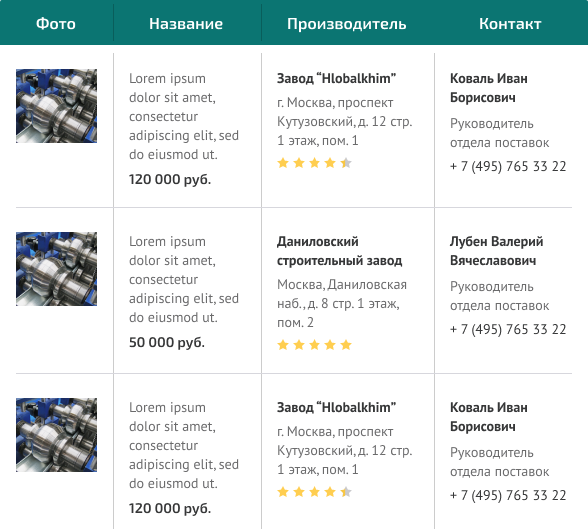 Фото Название Производитель Контакт
Lorem ipsum
dolor sit amet,
consectetur
adipiscing elit, sed
do eiusmod ut.
120 000 руб.
Завод “Hlobalkhim”
г. Москва, проспект
Кутузовский, д. 12 стр.
1 этаж, пом. 1
Коваль Иван
Борисович
Руководитель
отдела поставок
+ 7 (495) 765 33 22
Lorem ipsum
dolor sit amet,
consectetur
adipiscing elit, sed
do eiusmod ut.
50 000 руб.
Даниловский
строительный завод
Москва, Даниловская
наб., д. 8 стр. 1 этаж,
пом. 2
Лубен Валерий
Вячеславович
Руководитель
отдела поставок
+ 7 (495) 765 33 22
Lorem ipsum
dolor sit amet,
consectetur
adipiscing elit, sed
do eiusmod ut.
120 000 руб.
Завод “Hlobalkhim”
г. Москва, проспект
Кутузовский, д. 12 стр.
1 этаж, пом. 1
Коваль Иван
Борисович
Руководитель
отдела поставок
+ 7 (495) 765 33 22